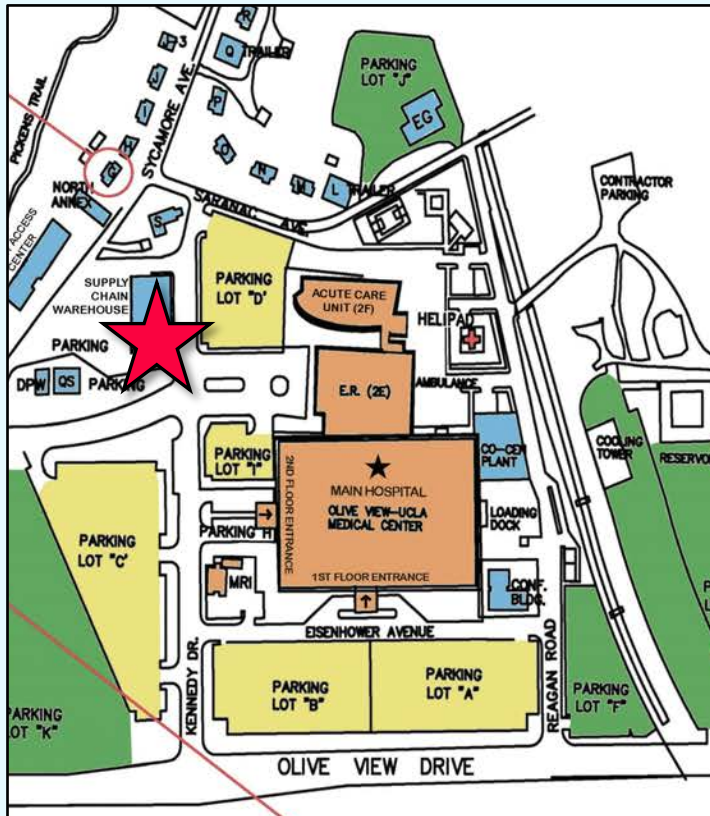 R
3
Q
TRAILER
J
PARKING
LOT "J"
EG
I
P
PICKENS TRAIL
SYCAMORE AVE.
H
O
G
N
M
L
TRAILER
NORTH
ANNEX
SARANAC AVE.
CONTRACTOR
PARKING
S
ACCESS
CENTER
SUPPLY
CHAIN
WAREHOUSE
PARKING
LOT "D"
ACUTE CARE
UNIT (2F)
HELIPAD
PARKING
DPW
QS
PARKING
E.R. (2E)
AMBULANCE
CO-GEN
PLANT
COOLING
TOWER
RESERVO
PARKING
LOT "I"
2ND FLOOR ENTRANCE
MAIN HOSPITAL
OLIVE VIEW-UCLA
MEDICAL CENTER
LOADING
DOCK
PARKING H
PARKING
LOT "C"
MRI
1ST FLOOR ENTRANCE
CONF.
BLDG.
EISENHOWER AVENUE
KENNEDY DR.
REAGAN ROAD
PARKING
LOT "B"
PARKING
LOT "A"
PARKING
LOT "F"
PARKING
LOT "K"
OLIVE VIEW DRIVE